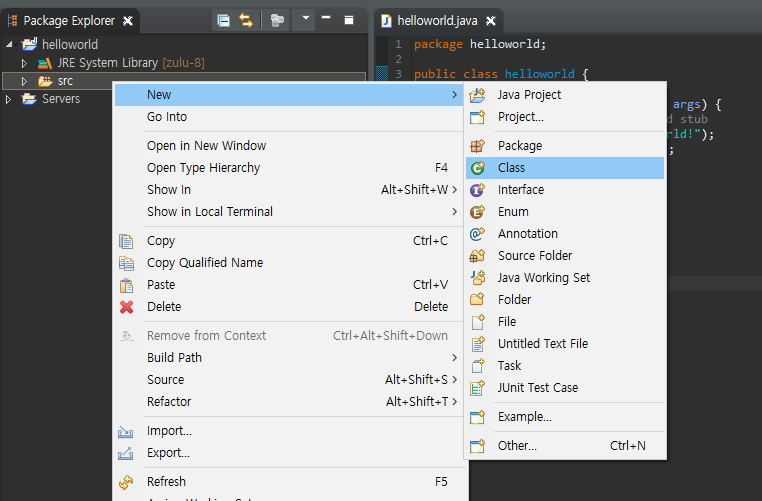 Package Explorer
helloworld
JRE System Library [zulu-8]
src
Servers
helloworld.java
1 package helloworld;
2
3 public class helloworld {
args) {
d stub
rld!");
;
New
Go Into
Open in New Window
Open Type Hierarchy F4
Show In Alt+Shift+W
Show in Local Terminal
Copy Ctrl+C
Copy Qualified Name
Paste Ctrl+V
Delete Delete
Remove from Context Ctrl+Alt+Shift+Down
Build Path
Source Alt+Shift+S
Refactor Alt+Shift+T
Import...
Export...
Refresh F5
Java Project
Project...
Package
Class
Interface
Enum
Annotation
Source Folder
Java Working Set
Folder
File
Untitled Text File
Task
JUnit Test Case
Example...
Other... Ctrl+N